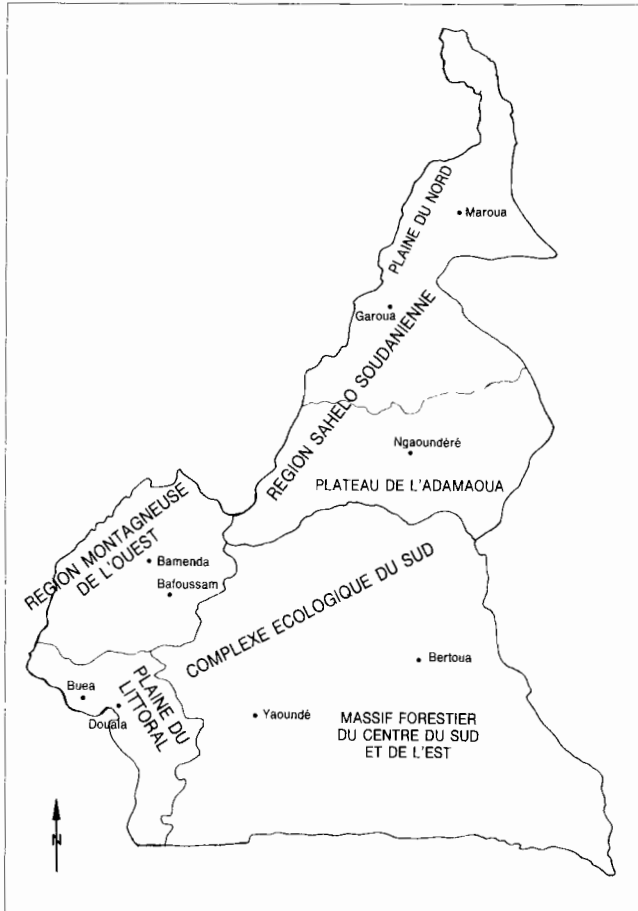 PLAINE DU NORD
Maroua
Garoua
REGION SAHELO SOUDANIENNE
Ngaoundéré
PLATEAU DE L'ADAMAOUA
REGION MONTAGNEUSE
DE L'OUEST
Bamenda
Bafoussam
COMPLEXE ECOLOGIQUE DU SUD
Bertoua
Buea
Douala
PLAINE DU
LITTORAL
Yaoundé
MASSIF FORESTIER
DU CENTRE DU SUD
ET DE L'EST
N